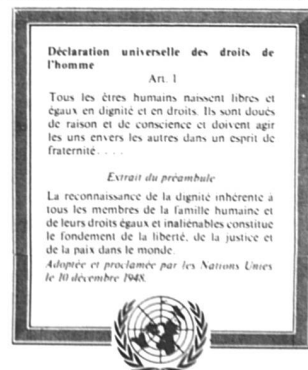 Déclaration universelle des droits de
l'homme
Art. 1
Tous les êtres humains naissent libres et
égaux en dignité et en droits. Ils sont doués
de raison et de conscience et doivent agir
les uns envers les autres dans un esprit de
fraternité. . . .
Extrait du préambule
La reconnaissance de la dignité inhérente à
tous les membres de la famille humaine et
de leurs droits égaux et inaliénables constitue
le fondement de la liberté, de la justice et
de la paix dans le monde.
Adoptée et proclamée par les Nations Unies
le 10 décembre 1948.